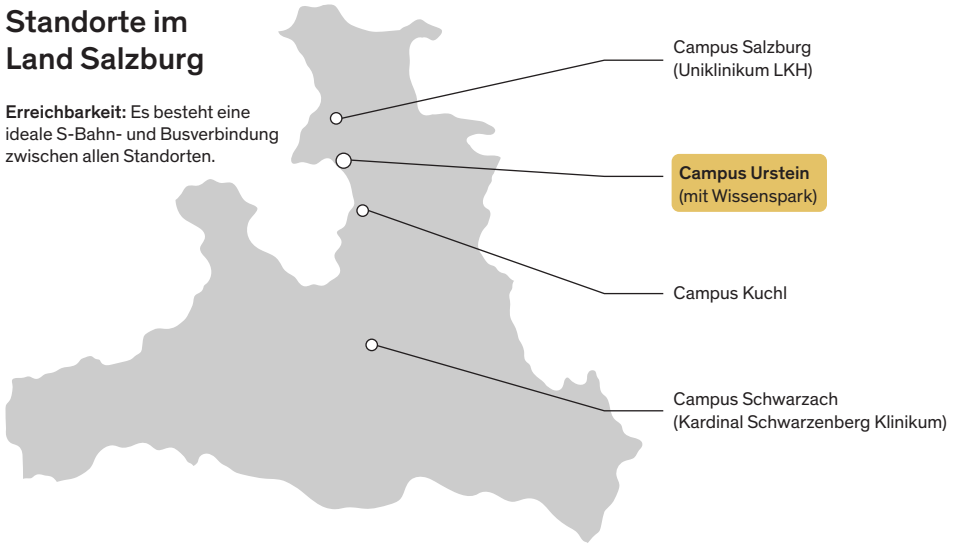 Standorte im
Land Salzburg
Erreichbarkeit: Es besteht eine
ideale S-Bahn- und Busverbindung
zwischen allen Standorten.
Campus Salzburg
(Uniklinikum LKH)
Campus Urstein
(mit Wissenspark)
Campus Kuchl
Campus Schwarzach
(Kardinal Schwarzenberg Klinikum)